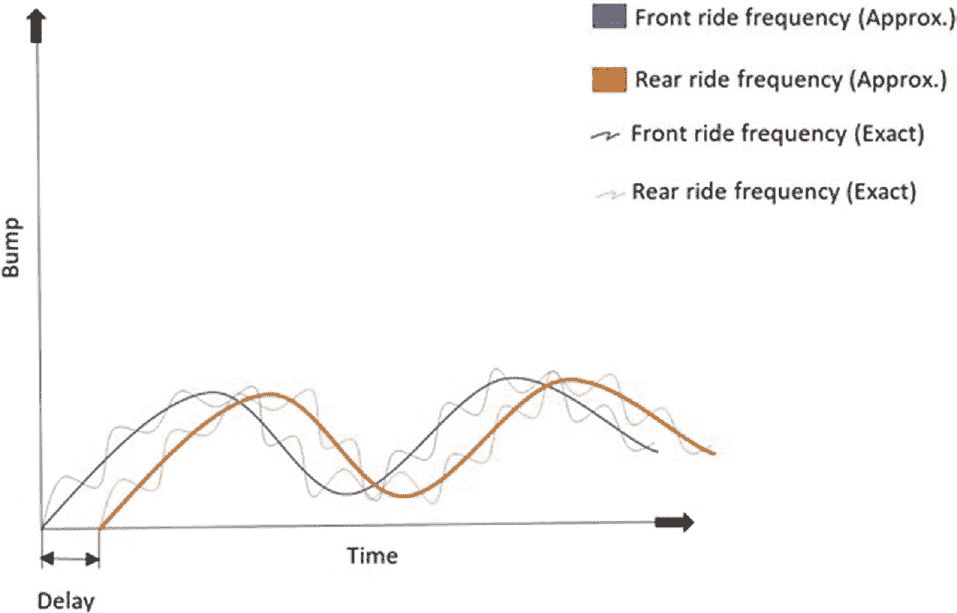 Front ride frequency (Approx.)
Rear ride frequency (Approx.)
Front ride frequency (Exact)
Rear ride frequency (Exact)
Bump
Time
Delay